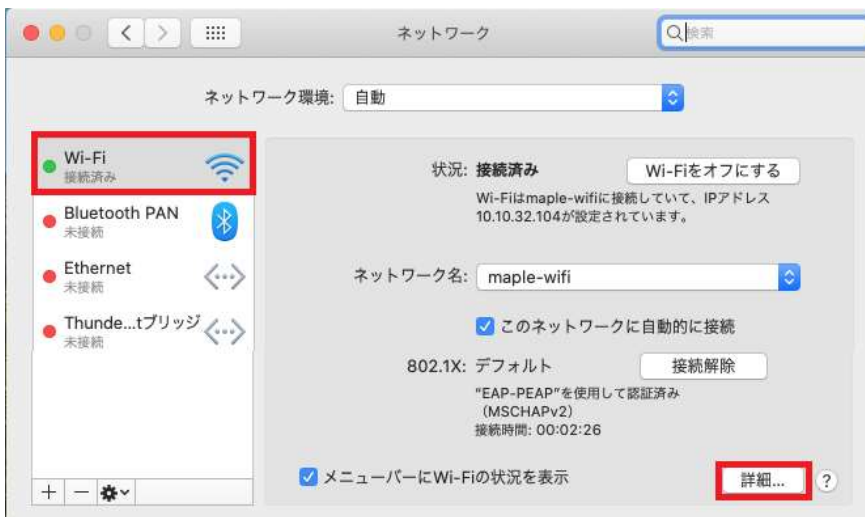 ネットワーク
検索
ネットワーク環境: 自動
Wi-Fi
接続済み
Bluetooth PAN
未接続
Ethernet
未接続
Thunde...tブリッジ
未接続
状況: 接続済み
Wi-Fiをオフにする
Wi-Fiはmaple-wifiに接続していて、IPアドレス
10.10.32.104が設定されています。
ネットワーク名: maple-wifi
このネットワークに自動的に接続
802.1X: デフォルト
接続解除
"EAP-PEAP"を使用して認証済み
（MSCHAPv2）
接続時間: 00:02:26
メニューバーにWi-Fiの状況を表示
詳細...
?